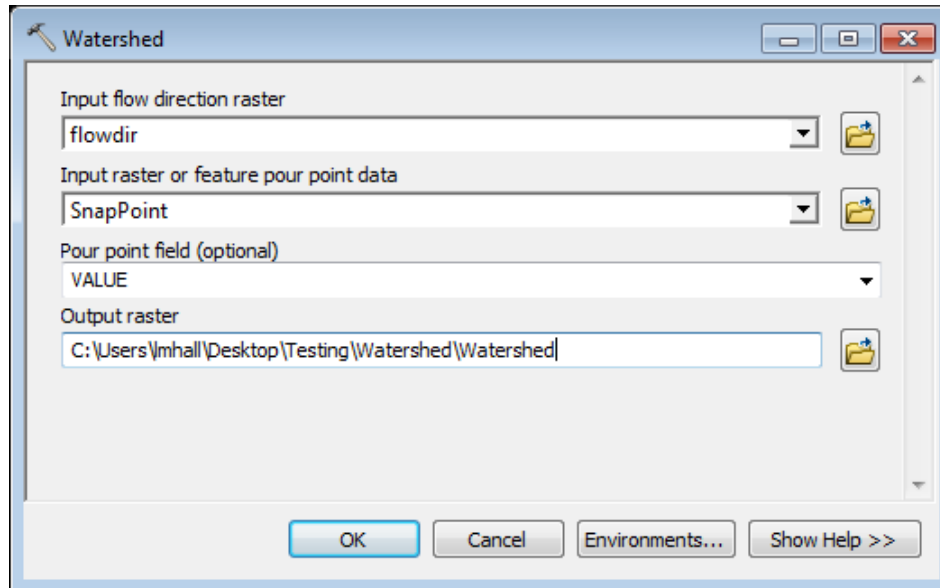 Watershed
Input flow direction raster
flowdir
Input raster or feature pour point data
SnapPoint
Pour point field (optional)
VALUE
Output raster
C:\Users\lmhall\Desktop\Testing\Watershed\Watershed
OK Cancel Environments... Show Help >>